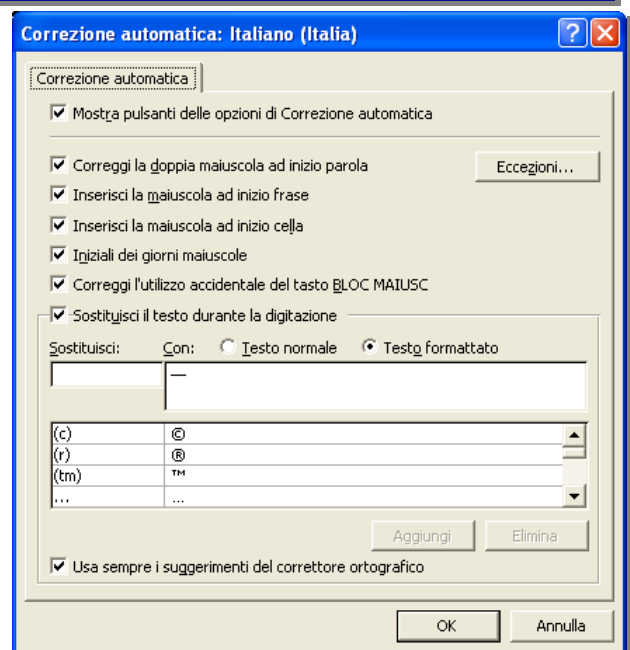 Correzione automatica: Italiano (Italia)
Correzione automatica
Mostra pulsanti delle opzioni di Correzione automatica
Correggi la doppia maiuscola ad inizio parola
Eccezioni...
Inserisci la maiuscola ad inizio frase
Inserisci la maiuscola ad inizio cella
Iniziali dei giorni maiuscole
Correggi l'utilizzo accidentale del tasto BLOC MAIUSC
Sostituisci il testo durante la digitazione
Sostituisci: Con: Testo normale Testo formattato
—
(c) ©
(r) ®
(tm) ™
... ...
Aggiungi Elimina
Usa sempre i suggerimenti del correttore ortografico
OK Annulla